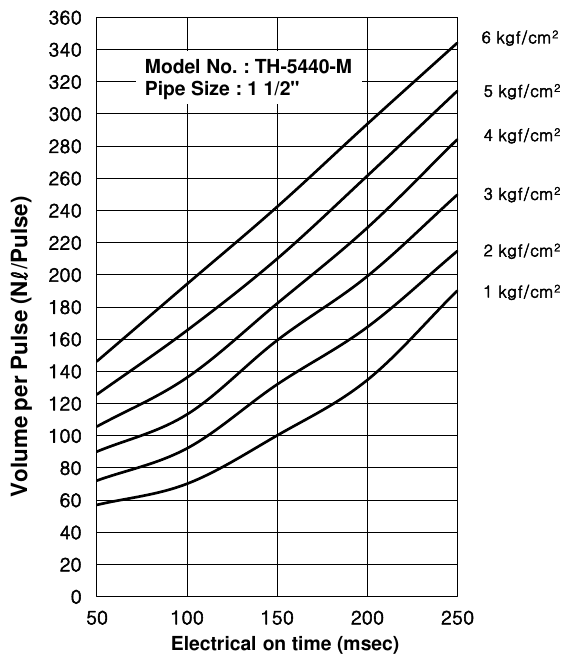 Model No. : TH-5440-M
Pipe Size : 1 1/2"
Volume per Pulse (Nℓ/Pulse)
360
340
320
300
280
260
240
220
200
180
160
140
120
100
80
60
40
20
0
6 kgf/cm²
5 kgf/cm²
4 kgf/cm²
3 kgf/cm²
2 kgf/cm²
1 kgf/cm²
50 100 150 200 250
Electrical on time (msec)